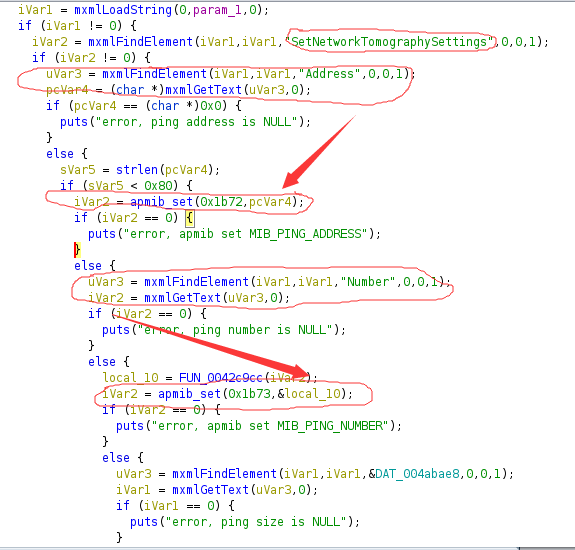 iVar1 = mxmlLoadString(0,param_1,0);
if (iVar1 != 0) {
iVar2 = mxmlFindElement(iVar1,iVar1,"SetNetworkTomographySettings",0,0,1);
if (iVar2 != 0) {
uVar3 = mxmlFindElement(iVar1,iVar1,"Address",0,0,1);
pcVar4 = (char *)mxmlGetText(uVar3,0);
if (pcVar4 == (char *)0x0) {
puts("error, ping address is NULL");
}
else {
sVar5 = strlen(pcVar4);
if (sVar5 < 0x80) {
iVar2 = apmib_set(0x1b72,pcVar4);
if (iVar2 == 0) {
puts("error, apmib set MIB_PING_ADDRESS");
}
else {
uVar3 = mxmlFindElement(iVar1,iVar1,"Number",0,0,1);
iVar2 = mxmlGetText(uVar3,0);
if (iVar2 == 0) {
puts("error, ping number is NULL");
}
else {
local_10 = FUN_0042c9cc(iVar2);
iVar2 = apmib_set(0x1b73,&local_10);
if (iVar2 == 0) {
puts("error, apmib set MIB_PING_NUMBER");
}
else {
uVar3 = mxmlFindElement(iVar1,iVar1,&DAT_004abae8,0,0,1);
iVar1 = mxmlGetText(uVar3,0);
if (iVar1 == 0) {
puts("error, ping size is NULL");
}